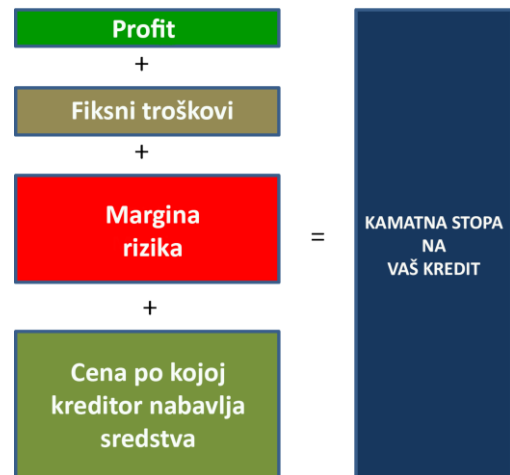 Profit
+
Fiksni troškovi
+
Margina
rizika
+
Cena po kojoj
kreditor nabavlja
sredstva
=
KAMATNA STOPA
NA
VAŠ KREDIT